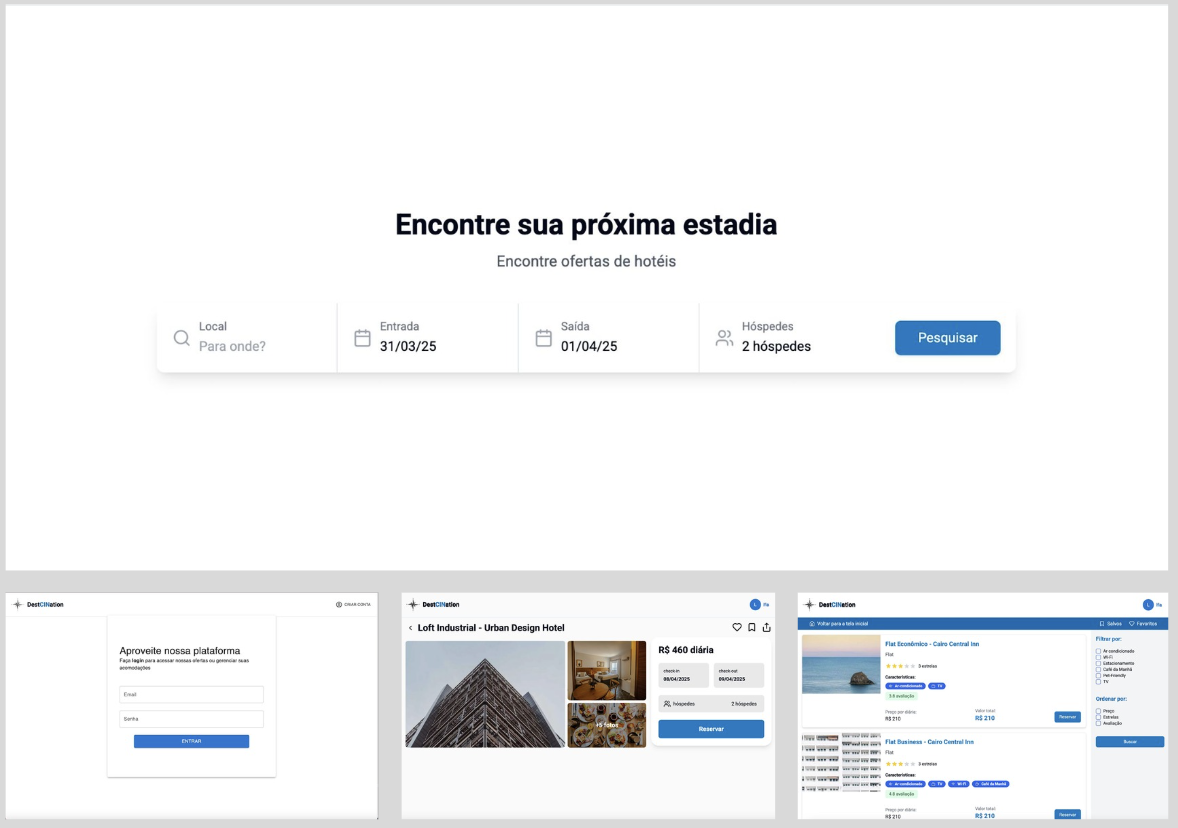 Encontre sua próxima estadia
Encontre ofertas de hotéis
Local
Para onde?
Entrada
31/03/25
Saída
01/04/25
Hóspedes
2 hóspedes
Pesquisar
DestCINation
CRIAR CONTA
Aproveite nossa plataforma
Faça login para acessar nossas ofertas ou gerenciar suas
acomodações
Email
Senha
ENTRAR
DestCINation
L
Loft Industrial - Urban Design Hotel
+5 fotos
R$ 460 diária
check-in
08/04/2025
check-out
09/04/2025
hóspedes
2 hóspedes
Reservar
DestCINation
L
Voltar para a tela inicial
Salvos
Favoritos
Flat Econômico - Cairo Central Inn
Flat
3 estrelas
Características:
Ar-condicionado
TV
3.8 avaliação
Preço por diária:
R$ 210
Valor total:
R$ 210
Reservar
Flat Business - Cairo Central Inn
Flat
3 estrelas
Características:
Ar-condicionado
TV
Wi-Fi
Café da Manhã
4.8 avaliação
Preço por diária:
R$ 210
Valor total:
R$ 210
Reservar
Filtrar por:
Ar condicionado
Wi-Fi
Estacionamento
Café da Manhã
Pet-Friendly
TV
Ordenar por:
Preço
Estrelas
Avaliação
Buscar